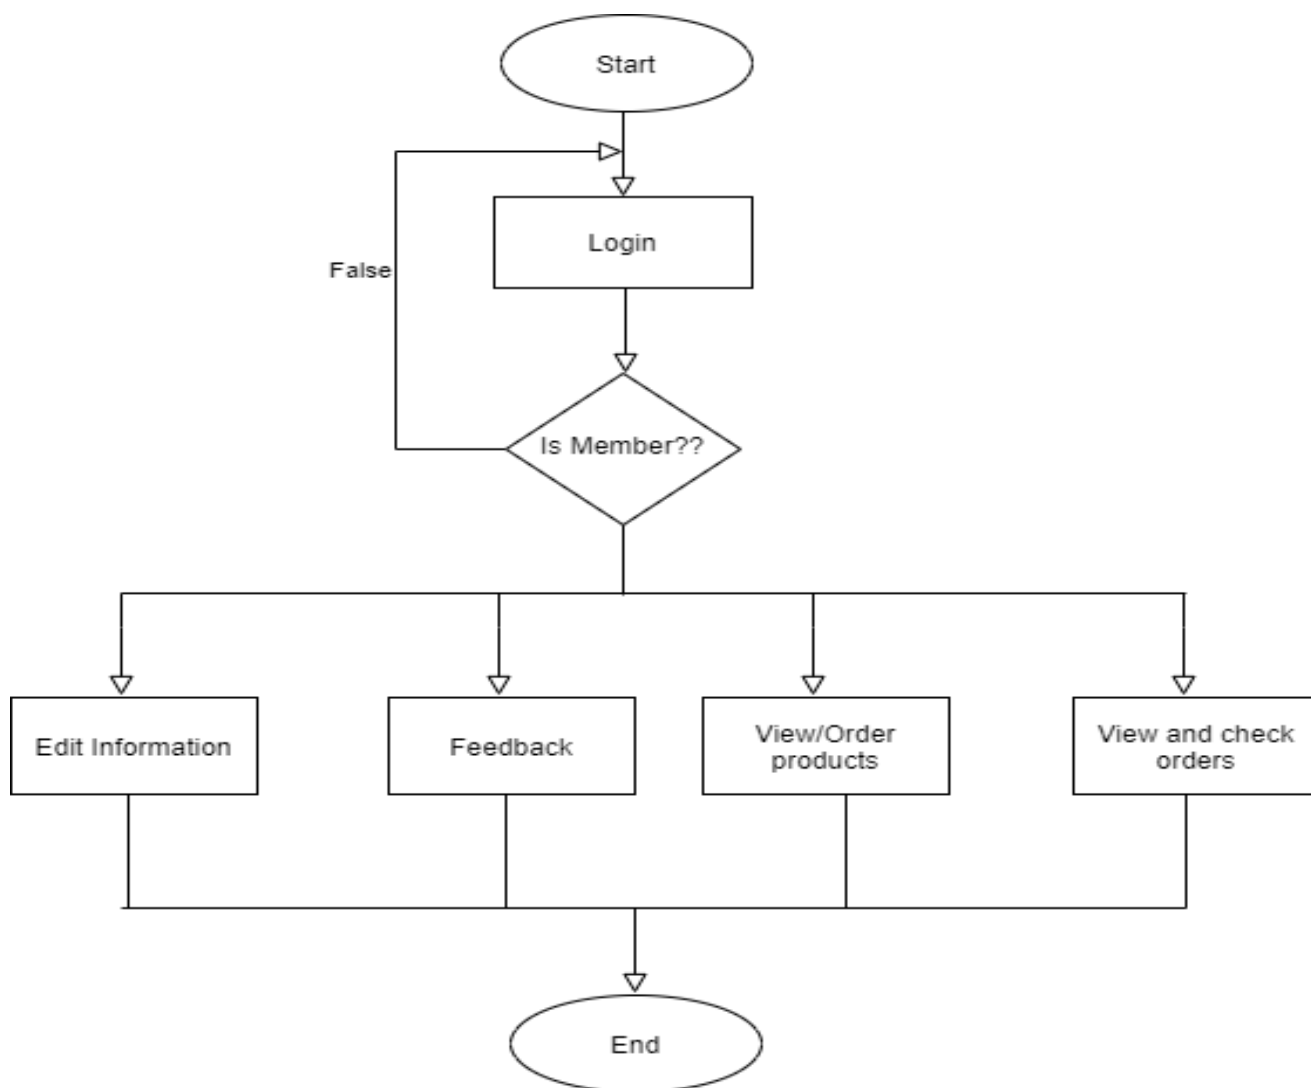 Start
Login
False
Is Member??
Edit Information
Feedback
View/Order
products
View and check
orders
End